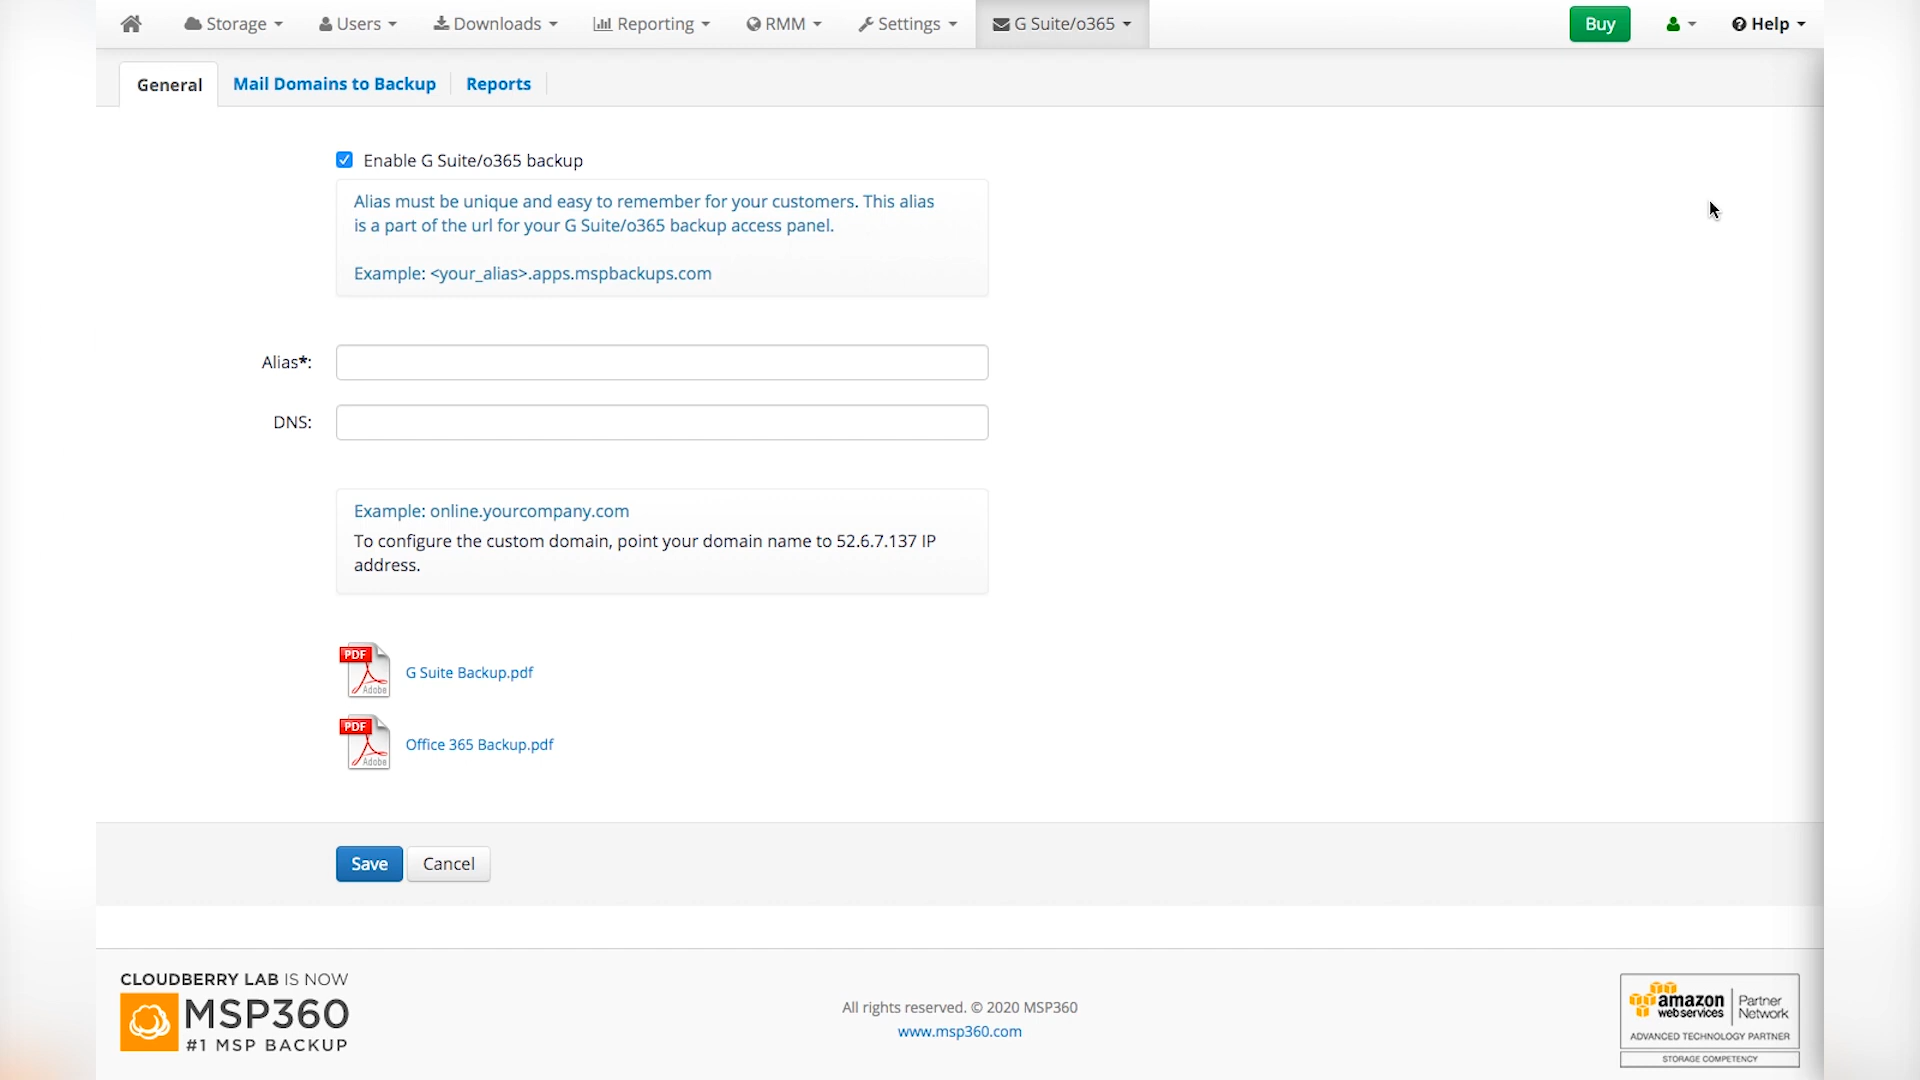 Storage
Users
Downloads
Reporting
RMM
Settings
G Suite/o365
Buy
Help
General
Mail Domains to Backup
Reports
Enable G Suite/o365 backup
Alias must be unique and easy to remember for your customers. This alias
is a part of the url for your G Suite/o365 backup access panel.
Example: <your_alias>.apps.mspbackups.com
Alias*:
DNS:
Example: online.yourcompany.com
To configure the custom domain, point your domain name to 52.6.7.137 IP
address.
PDF
Adobe
G Suite Backup.pdf
PDF
Adobe
Office 365 Backup.pdf
Save
Cancel
CLOUDBERRY LAB IS NOW
MSP360
#1 MSP BACKUP
All rights reserved. © 2020 MSP360
www.msp360.com
amazon
webservices
Partner
Network
ADVANCED TECHNOLOGY PARTNER
STORAGE COMPETENCY